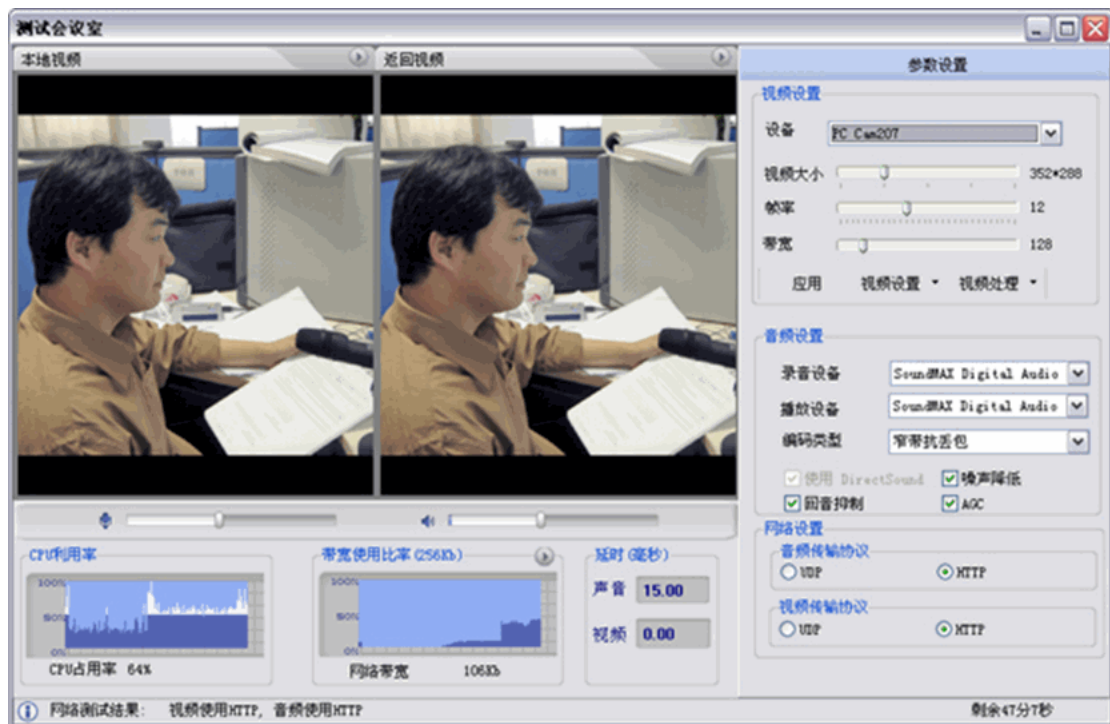 测试会议室
本地视频
返回视频
参数设置
视频设置
设备 PC Cam207
视频大小 352*288
帧率 12
带宽 128
应用 视频设置 视频处理
音频设置
录音设备 SoundMAX Digital Audio
播放设备 SoundMAX Digital Audio
编码类型 窄带抗丢包
使用 DirectSound 噪声降低
回音抑制 AGC
网络设置
音频传输协议
UDP HTTP
视频传输协议
UDP HTTP
CPU利用率
100%
50%
0%
CPU占用率 64%
带宽使用比率(256Kb)
100%
50%
0%
网络带宽 106Kb
延时(毫秒)
声音 15.00
视频 0.00
网络测试结果: 视频使用HTTP, 音频使用HTTP
剩余47分7秒